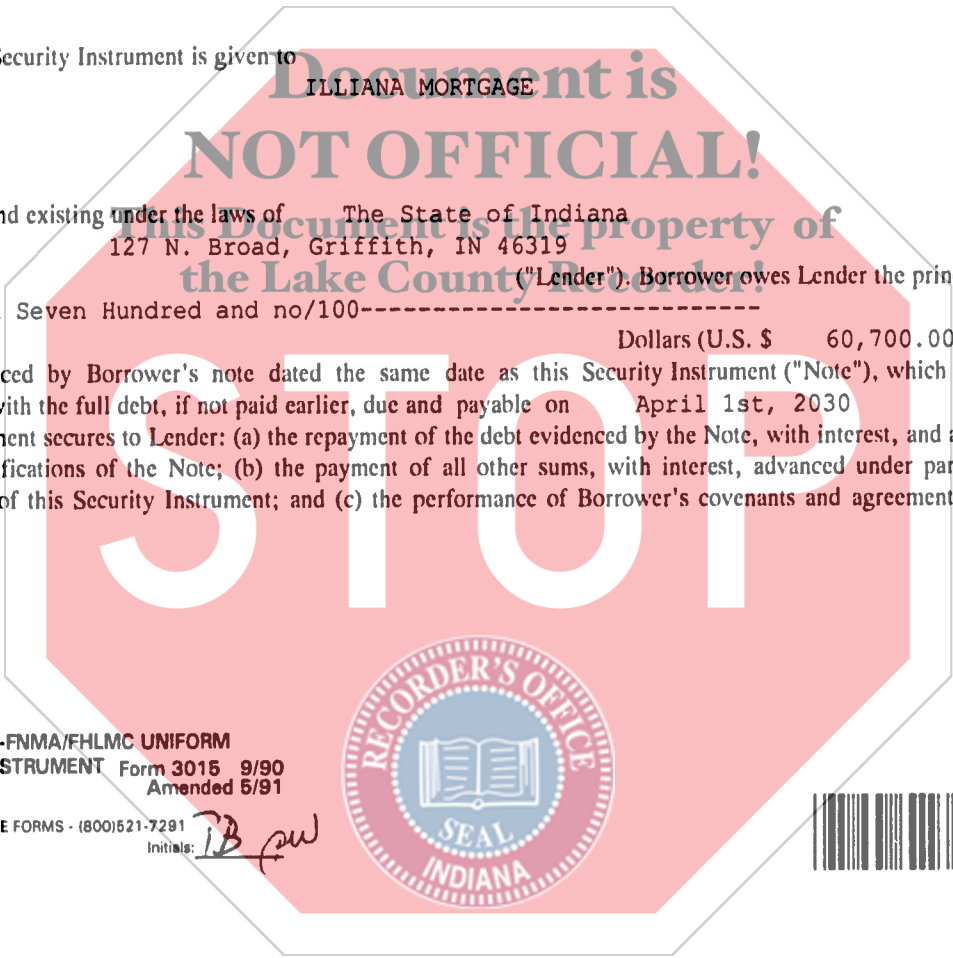 Security Instrument is given to
ILLIANA MORTGAGE
Document is
NOT OFFICIAL!
nd existing under the laws of The State of Indiana
This Document is the property of
127 N. Broad, Griffith, IN 46319
the Lake County Recorder!
("Lender"). Borrower owes Lender the prin
Seven Hundred and no/100----------------------------
Dollars (U.S. $ 60,700.00
ced by Borrower's note dated the same date as this Security Instrument ("Note"), which
ith the full debt, if not paid earlier, due and payable on April 1st, 2030
ent secures to Lender: (a) the repayment of the debt evidenced by the Note, with interest, and a
fications of the Note; (b) the payment of all other sums, with interest, advanced under par
of this Security Instrument; and (c) the performance of Borrower's covenants and agreement
STOP
RECORDER'S OFFICE
SEAL
INDIANA
-FNMA/FHLMC UNIFORM
STRUMENT Form 3015 9/90
Amended 5/91
E FORMS - (800)521-7291
Initials: TB